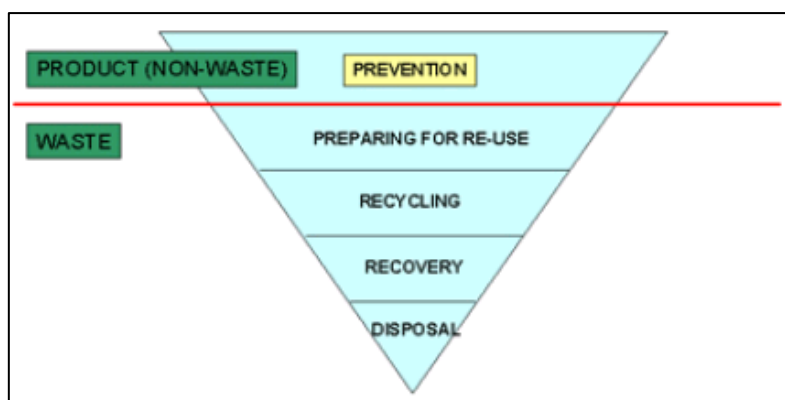 PRODUCT (NON-WASTE)
PREVENTION
WASTE
PREPARING FOR RE-USE
RECYCLING
RECOVERY
DISPOSAL